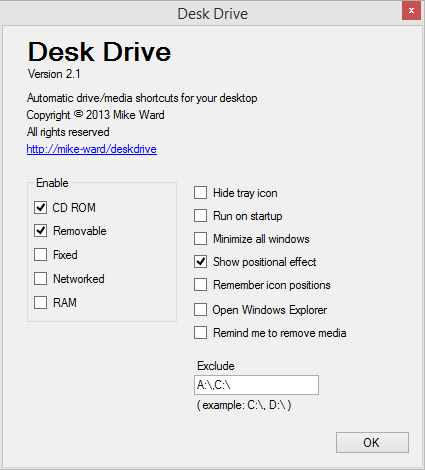 Desk Drive
x
Desk Drive
Version 2.1
Automatic drive/media shortcuts for your desktop
Copyright © 2013 Mike Ward
All rights reserved
http://mike-ward/deskdrive
Enable
CD ROM
Removable
Fixed
Networked
RAM
Hide tray icon
Run on startup
Minimize all windows
Show positional effect
Remember icon positions
Open Windows Explorer
Remind me to remove media
Exclude
A:\,C:\
( example: C:\, D:\ )
OK